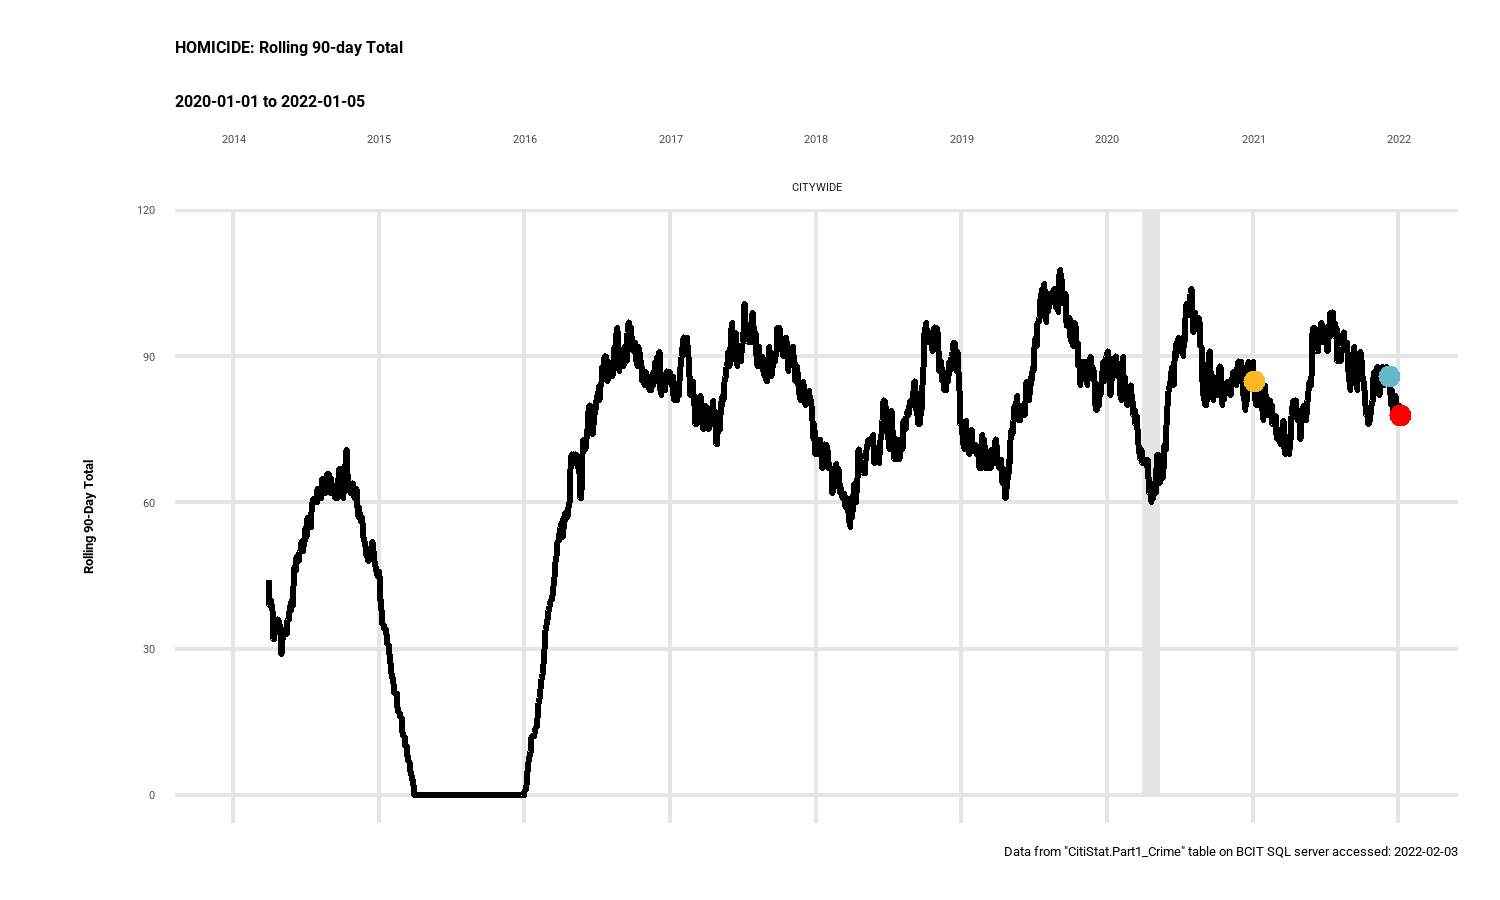 HOMICIDE: Rolling 90-day Total
2020-01-01 to 2022-01-05
2014 2015 2016 2017 2018 2019 2020 2021 2022
CITYWIDE
120
90
60
30
0
Rolling 90-Day Total
Data from "CitiStat.Part1_Crime" table on BCIT SQL server accessed: 2022-02-03